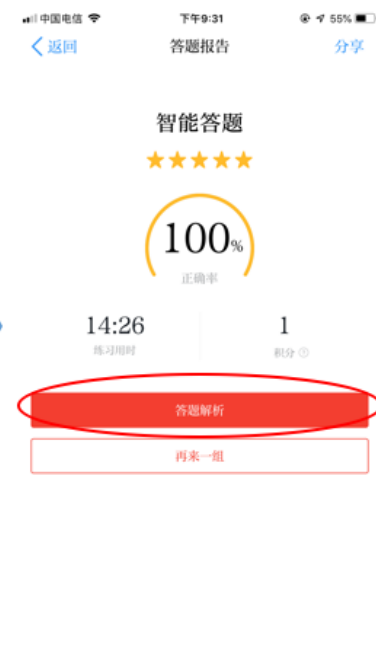 中国电信 下午9:31 55%
返回 答题报告 分享
智能答题
100%
正确率
14:26 1
练习用时 积分 ?
答题解析
再来一组